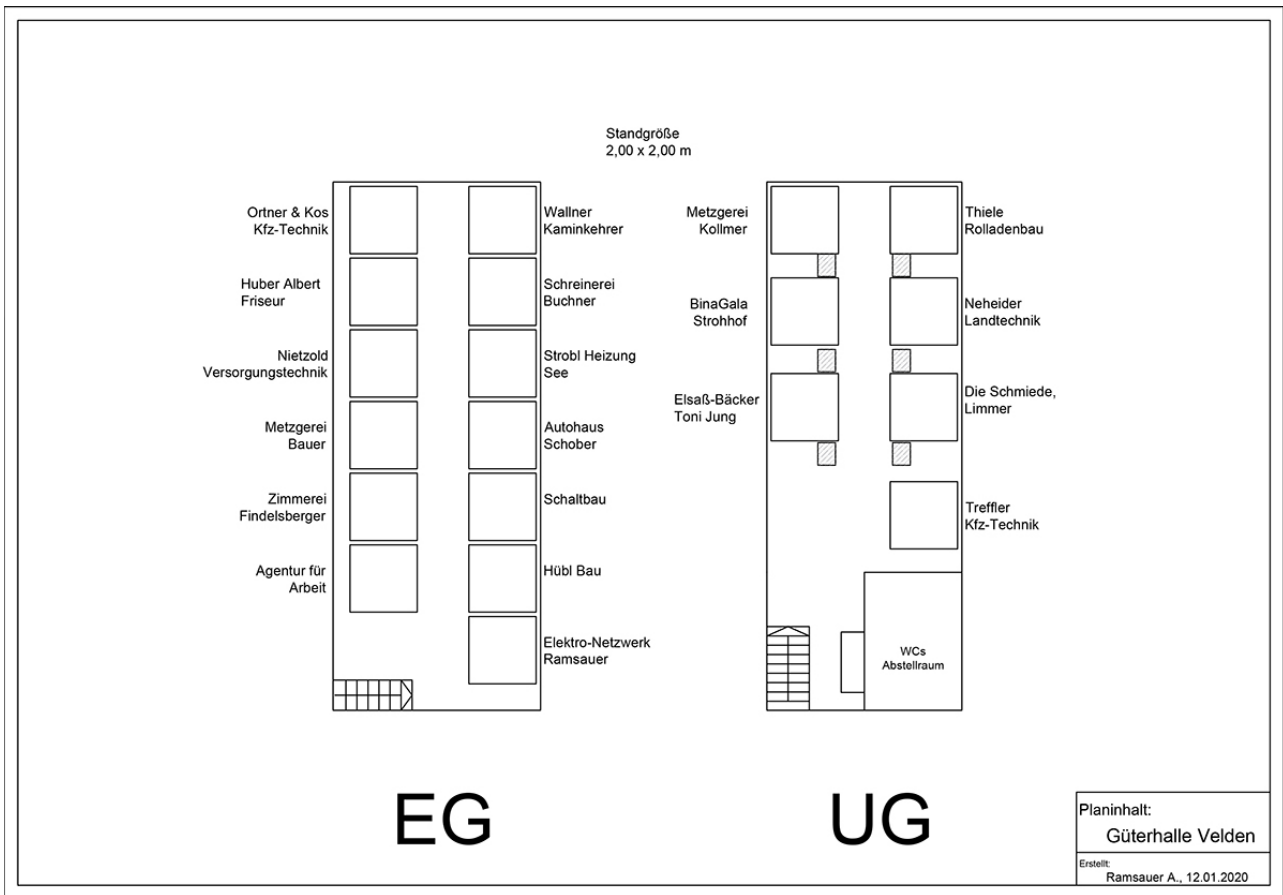 Standgröße
2,00 x 2,00 m
Ortner & Kos
Kfz-Technik
Huber Albert
Friseur
Nietzold
Versorgungstechnik
Metzgerei
Bauer
Zimmerei
Findelsberger
Agentur für
Arbeit
Wallner
Kaminkehrer
Schreinerei
Buchner
Strobl Heizung
See
Autohaus
Schober
Schaltbau
Hübl Bau
Elektro-Netzwerk
Ramsauer
EG
Metzgerei
Kollmer
BinaGala
Strohhof
Elsaß-Bäcker
Toni Jung
Thiele
Rolladenbau
Neheider
Landtechnik
Die Schmiede,
Limmer
Treffler
Kfz-Technik
WCs
Abstellraum
UG
Planinhalt:
Güterhalle Velden
Erstellt:
Ramsauer A., 12.01.2020